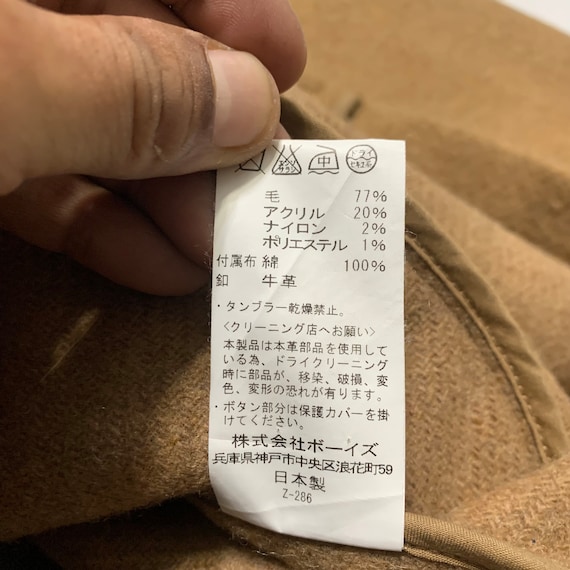 中 ドライ
毛 77%
アクリル 20%
ナイロン 2%
ポリエステル 1%
付属布 綿 100%
釦 牛革
・タンブラー乾燥禁止。
〈クリーニング店へお願い〉
本製品は本革部品を使用して
いる為、ドライクリーニング
時に部品が、移染、破損、変
色、変形の恐れが有ります。
・ボタン部分は保護カバーを掛
けてください。
株式会社ボーイズ
兵庫県神戸市中央区浪花町59
日本製
Z-286